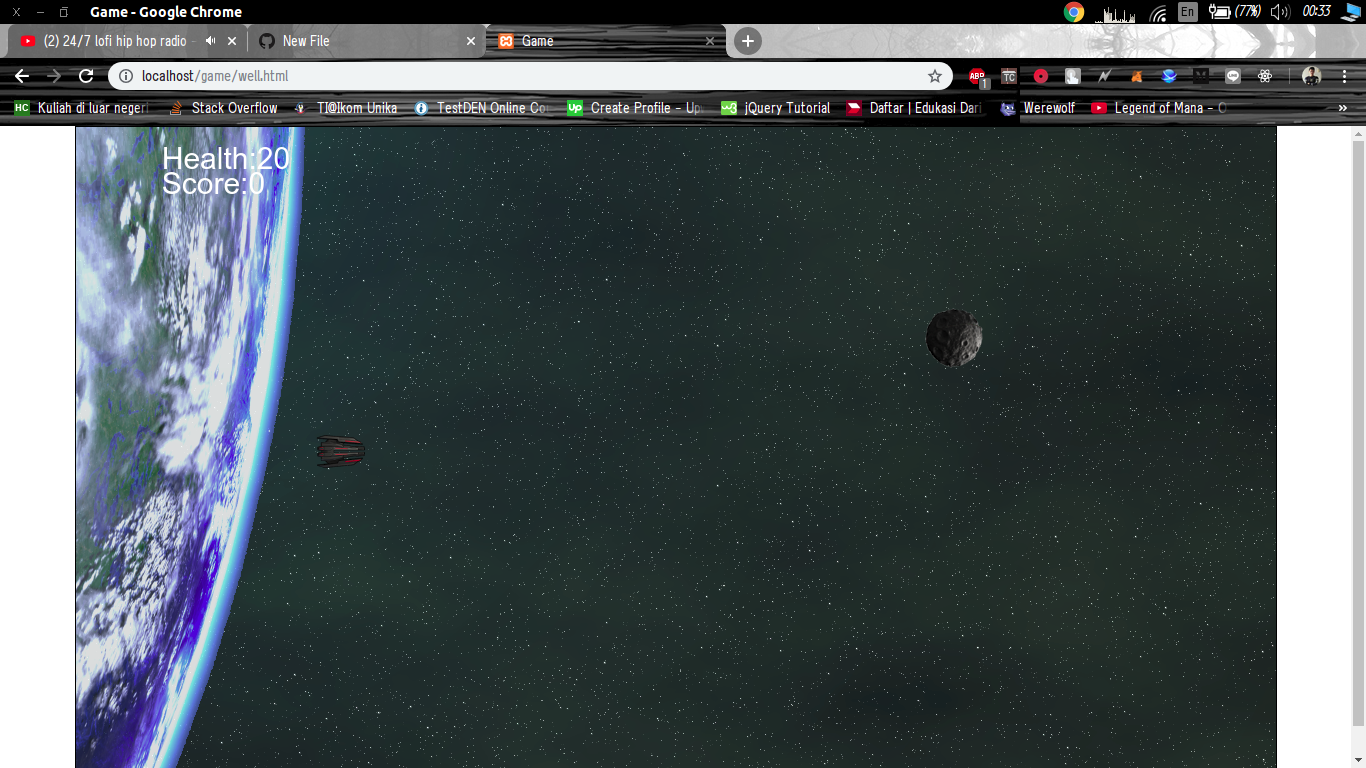 Game - Google Chrome
En
(77%)
00:33
(2) 24/7 lofi hip hop radio -
New File
Game
localhost/game/well.html
ABP
1
TC
HC Kuliah di luar negeri
Stack Overflow
TI@Ikom Unika
TestDEN Online Co
Up Create Profile - Up
jQuery Tutorial
Daftar | Edukasi Dari
Werewolf
Legend of Mana -
»
Health:20
Score:0